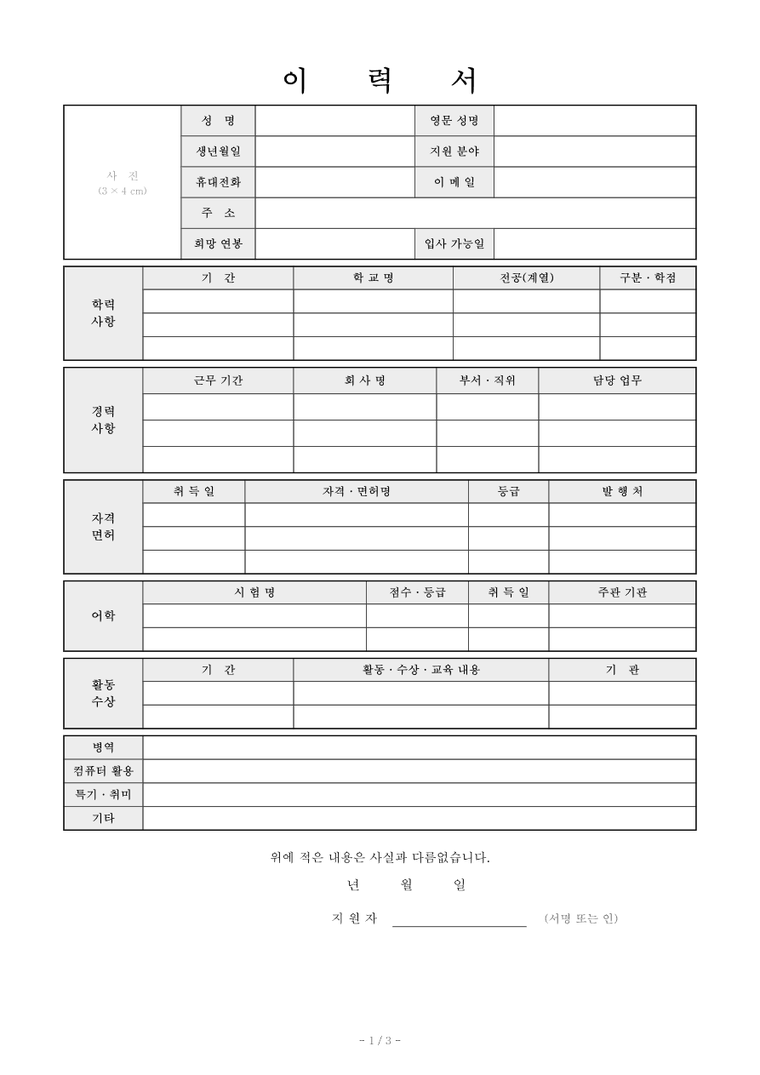 이 력 서
사 진
(3 × 4 cm)
성 명 영문 성명
생년월일 지원 분야
휴대전화 이 메 일
주 소
희망 연봉 입사 가능일
학력
사항
기 간 학 교 명 전공(계열) 구분 · 학점
경력
사항
근무 기간 회 사 명 부서 · 직위 담당 업무
자격
면허
취 득 일 자격 · 면허명 등급 발 행 처
어학
시 험 명 점수 · 등급 취 득 일 주관 기관
활동
수상
기 간 활동 · 수상 · 교육 내용 기 관
병역
컴퓨터 활용
특기 · 취미
기타
위에 적은 내용은 사실과 다름없습니다.
년 월 일
지 원 자 (서명 또는 인)
- 1 / 3 -